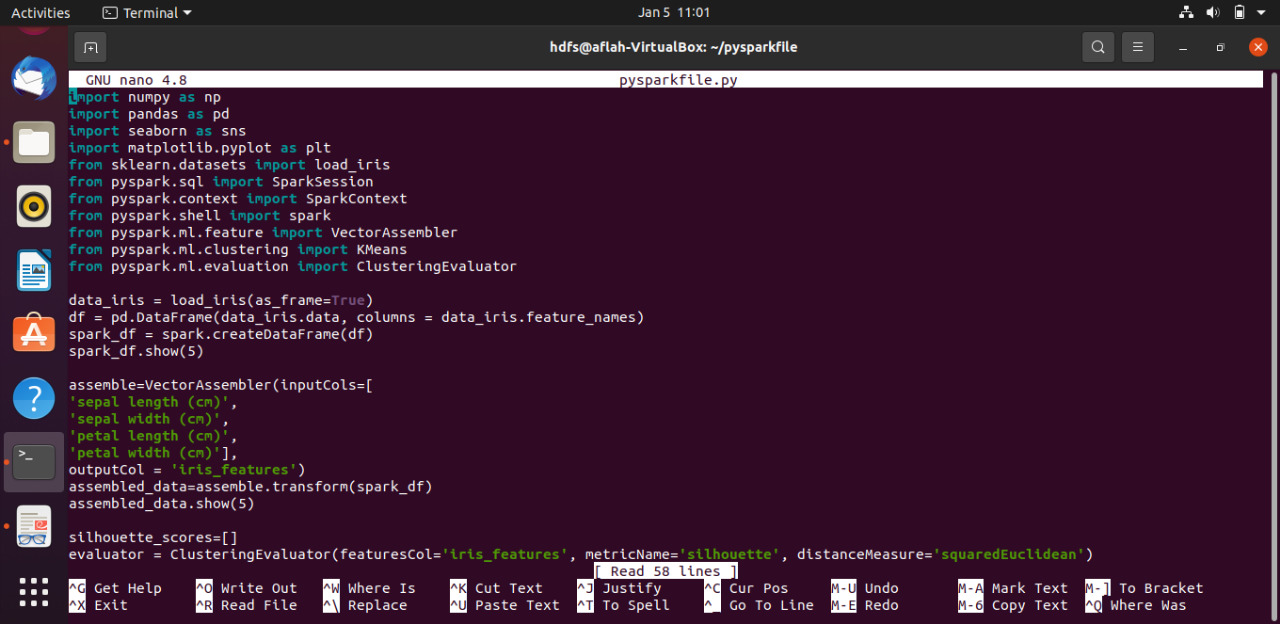 Activities Terminal Jan 5 11:01
hdfs@aflah-VirtualBox: ~/pysparkfile
GNU nano 4.8 pysparkfile.py
import numpy as np
import pandas as pd
import seaborn as sns
import matplotlib.pyplot as plt
from sklearn.datasets import load_iris
from pyspark.sql import SparkSession
from pyspark.context import SparkContext
from pyspark.shell import spark
from pyspark.ml.feature import VectorAssembler
from pyspark.ml.clustering import KMeans
from pyspark.ml.evaluation import ClusteringEvaluator
data_iris = load_iris(as_frame=True)
df = pd.DataFrame(data_iris.data, columns = data_iris.feature_names)
spark_df = spark.createDataFrame(df)
spark_df.show(5)
assemble=VectorAssembler(inputCols=[
'sepal length (cm)',
'sepal width (cm)',
'petal length (cm)',
'petal width (cm)'],
outputCol = 'iris_features')
assembled_data=assemble.transform(spark_df)
assembled_data.show(5)
silhouette_scores=[]
evaluator = ClusteringEvaluator(featuresCol='iris_features', metricName='silhouette', distanceMeasure='squaredEuclidean')
[ Read 58 lines ]
^G Get Help ^O Write Out ^W Where Is ^K Cut Text ^J Justify ^C Cur Pos M-U Undo M-A Mark Text M-] To Bracket
^X Exit ^R Read File ^\ Replace ^U Paste Text ^T To Spell ^_ Go To Line M-E Redo M-6 Copy Text ^Q Where Was